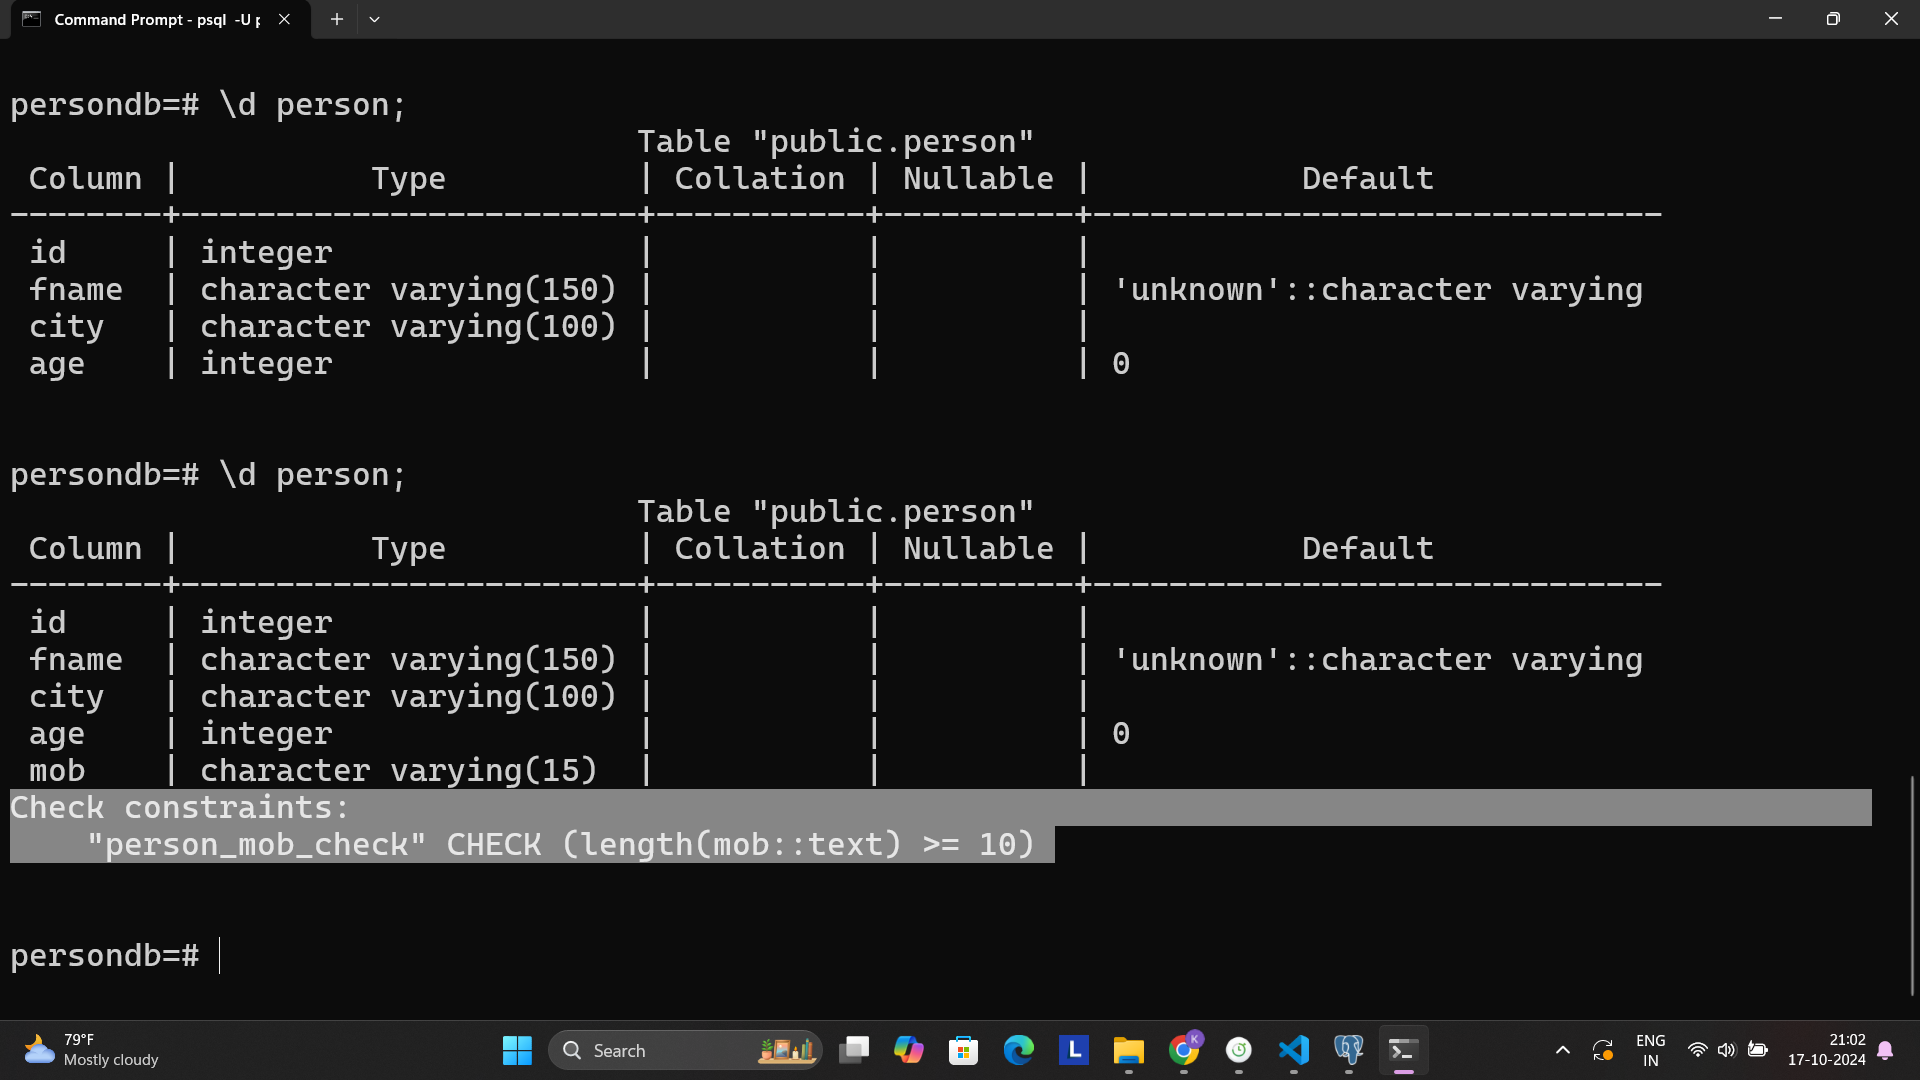 Command Prompt - psql  -U p
persondb=# \d person;
                                 Table "public.person"
 Column |          Type          | Collation | Nullable |           Default
--------+------------------------+-----------+----------+------------------------------
 id     | integer                |           |          |
 fname  | character varying(150) |           |          | 'unknown'::character varying
 city   | character varying(100) |           |          |
 age    | integer                |           |          | 0
persondb=# \d person;
                                 Table "public.person"
 Column |          Type          | Collation | Nullable |           Default
--------+------------------------+-----------+----------+------------------------------
 id     | integer                |           |          |
 fname  | character varying(150) |           |          | 'unknown'::character varying
 city   | character varying(100) |           |          |
 age    | integer                |           |          | 0
 mob    | character varying(15)  |           |          |
Check constraints:
    "person_mob_check" CHECK (length(mob::text) >= 10)
persondb=#
79°F
Mostly cloudy
Search
L
K
ENG
IN
21:02
17-10-2024